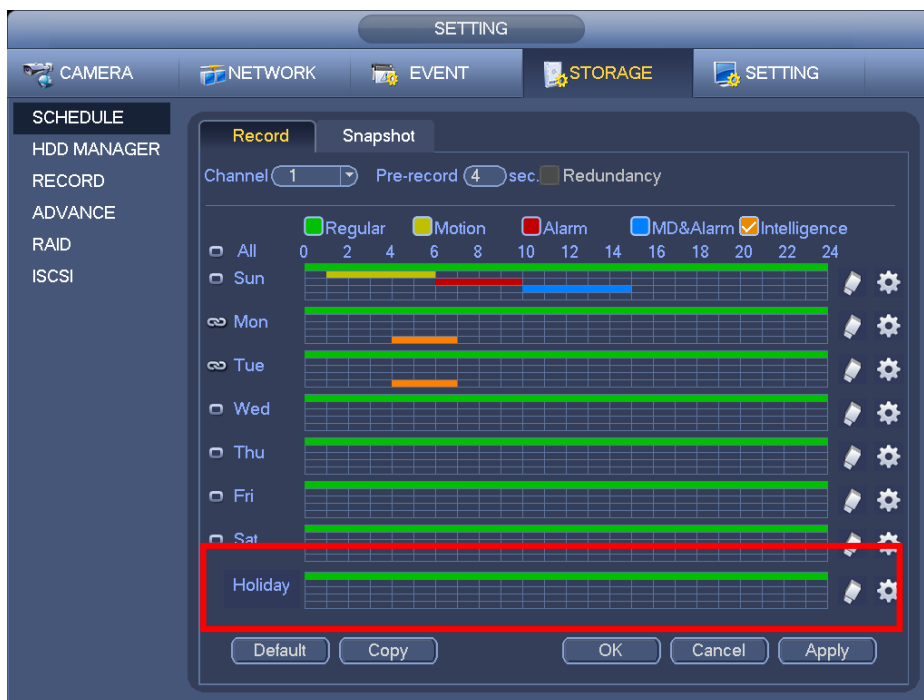 SETTING
CAMERA NETWORK EVENT STORAGE SETTING
SCHEDULE
HDD MANAGER
RECORD
ADVANCE
RAID
ISCSI
Record Snapshot
Channel 1 Pre-record 4 sec. Redundancy
Regular Motion Alarm MD&Alarm Intelligence
All 0 2 4 6 8 10 12 14 16 18 20 22 24
Sun
Mon
Tue
Wed
Thu
Fri
Sat
Holiday
Default Copy OK Cancel Apply